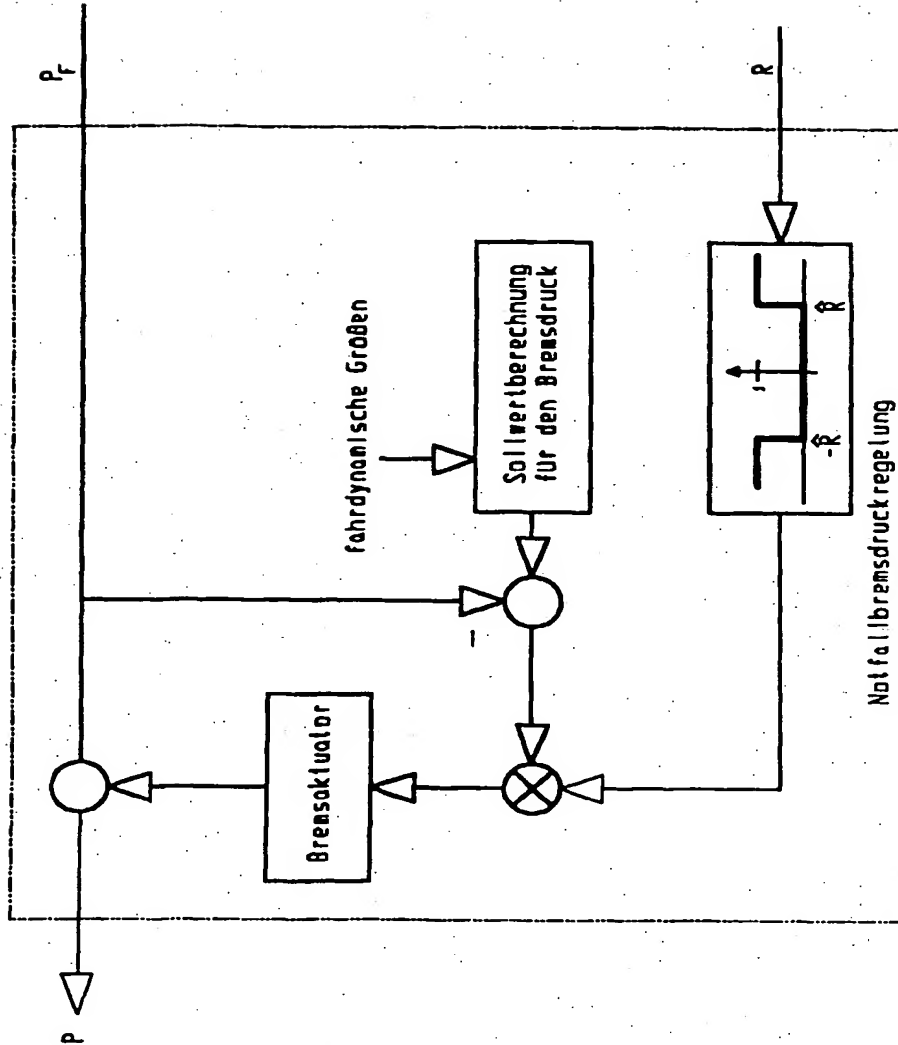 P_F
R
fahrdynamische Größen
Sollwertberechnung
für den Bremsdruck
-R̂
R̂
1
-
Bremsaktuator
P
Notfallbremsdruckregelung